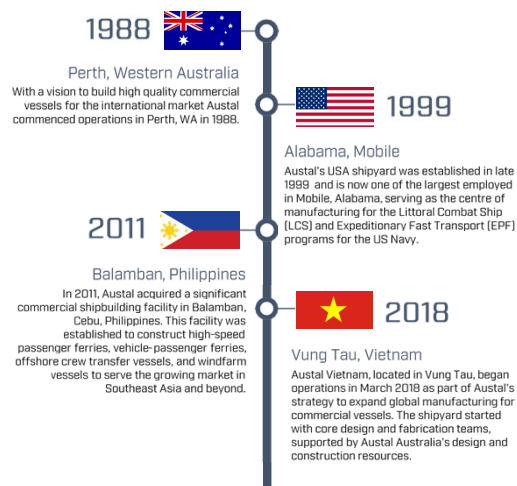 1988
Perth, Western Australia
With a vision to build high quality commercial
vessels for the international market Austal
commenced operations in Perth, WA in 1988.
1999
Alabama, Mobile
Austal's USA shipyard was established in late
1999 and is now one of the largest employed
in Mobile, Alabama, serving as the centre of
manufacturing for the Littoral Combat Ship
(LCS) and Expeditionary Fast Transport (EPF)
programs for the US Navy.
2011
Balamban, Philippines
In 2011, Austal acquired a significant
commercial shipbuilding facility in Balamban,
Cebu, Philippines. This facility was
established to construct high-speed
passenger ferries, vehicle-passenger ferries,
offshore crew transfer vessels, and windfarm
vessels to serve the growing market in
Southeast Asia and beyond.
2018
Vung Tau, Vietnam
Austal Vietnam, located in Vung Tau, began
operations in March 2018 as part of Austal's
strategy to expand global manufacturing for
commercial vessels. The shipyard started
with core design and fabrication teams,
supported by Austal Australia's design and
construction resources.